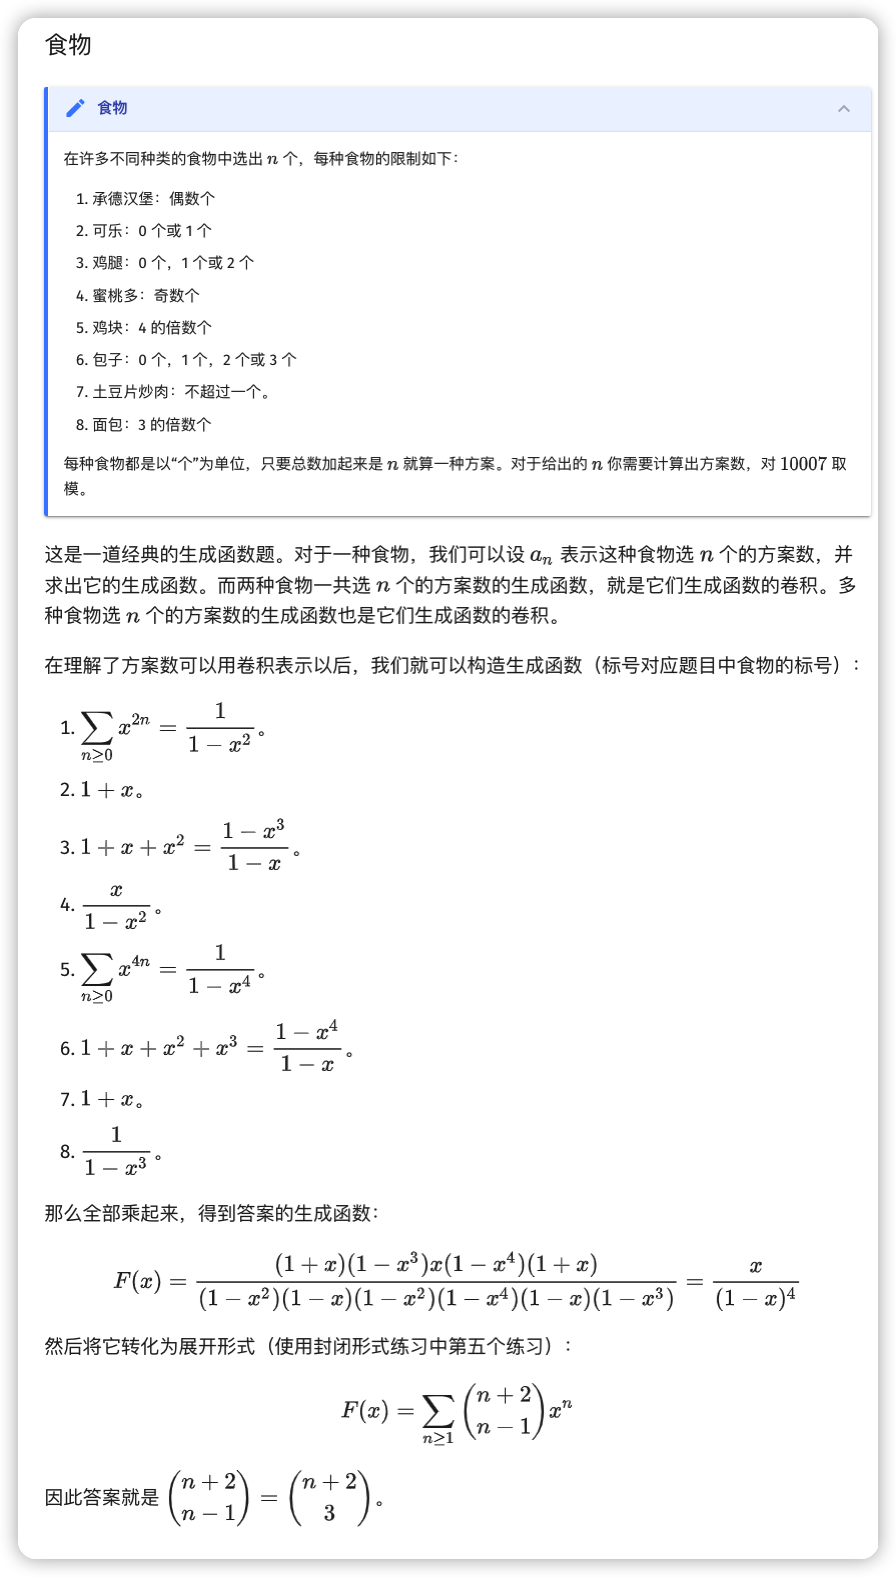 食物
食物
在许多不同种类的食物中选出 n 个，每种食物的限制如下：
1. 承德汉堡：偶数个
2. 可乐：0 个或 1 个
3. 鸡腿：0 个，1 个或 2 个
4. 蜜桃多：奇数个
5. 鸡块：4 的倍数个
6. 包子：0 个，1 个，2 个或 3 个
7. 土豆片炒肉：不超过一个。
8. 面包：3 的倍数个
每种食物都是以“个”为单位，只要总数加起来是 n 就算一种方案。对于给出的 n 你需要计算出方案数，对 10007 取
模。
这是一道经典的生成函数题。对于一种食物，我们可以设 a_n 表示这种食物选 n 个的方案数，并
求出它的生成函数。而两种食物一共选 n 个的方案数的生成函数，就是它们生成函数的卷积。多
种食物选 n 个的方案数的生成函数也是它们生成函数的卷积。
在理解了方案数可以用卷积表示以后，我们就可以构造生成函数（标号对应题目中食物的标号）：
1. \sum_{n≥0} x^{2n} = \frac{1}{1 - x^2}。
2. 1 + x。
3. 1 + x + x^2 = \frac{1 - x^3}{1 - x}。
4. \frac{x}{1 - x^2}。
5. \sum_{n≥0} x^{4n} = \frac{1}{1 - x^4}。
6. 1 + x + x^2 + x^3 = \frac{1 - x^4}{1 - x}。
7. 1 + x。
8. \frac{1}{1 - x^3}。
那么全部乘起来，得到答案的生成函数：
F(x) = \frac{(1 + x)(1 - x^3)x(1 - x^4)(1 + x)}{(1 - x^2)(1 - x)(1 - x^2)(1 - x^4)(1 - x)(1 - x^3)} = \frac{x}{(1 - x)^4}
然后将它转化为展开形式（使用封闭形式练习中第五个练习）：
F(x) = \sum_{n≥1} \binom{n + 2}{n - 1} x^n
因此答案就是 \binom{n + 2}{n - 1} = \binom{n + 2}{3}。